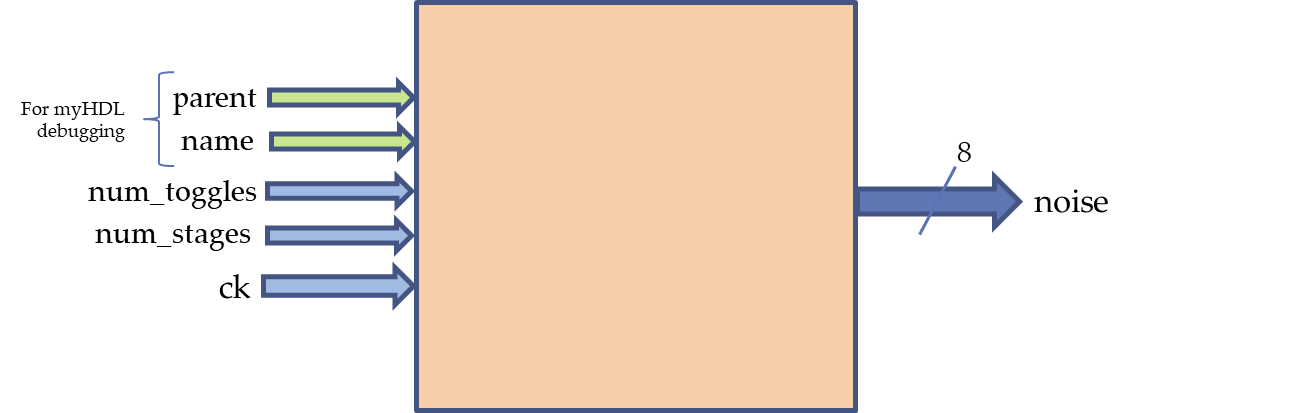 For myHDL
debugging
parent
name
num_toggles
num_stages
ck
8
noise